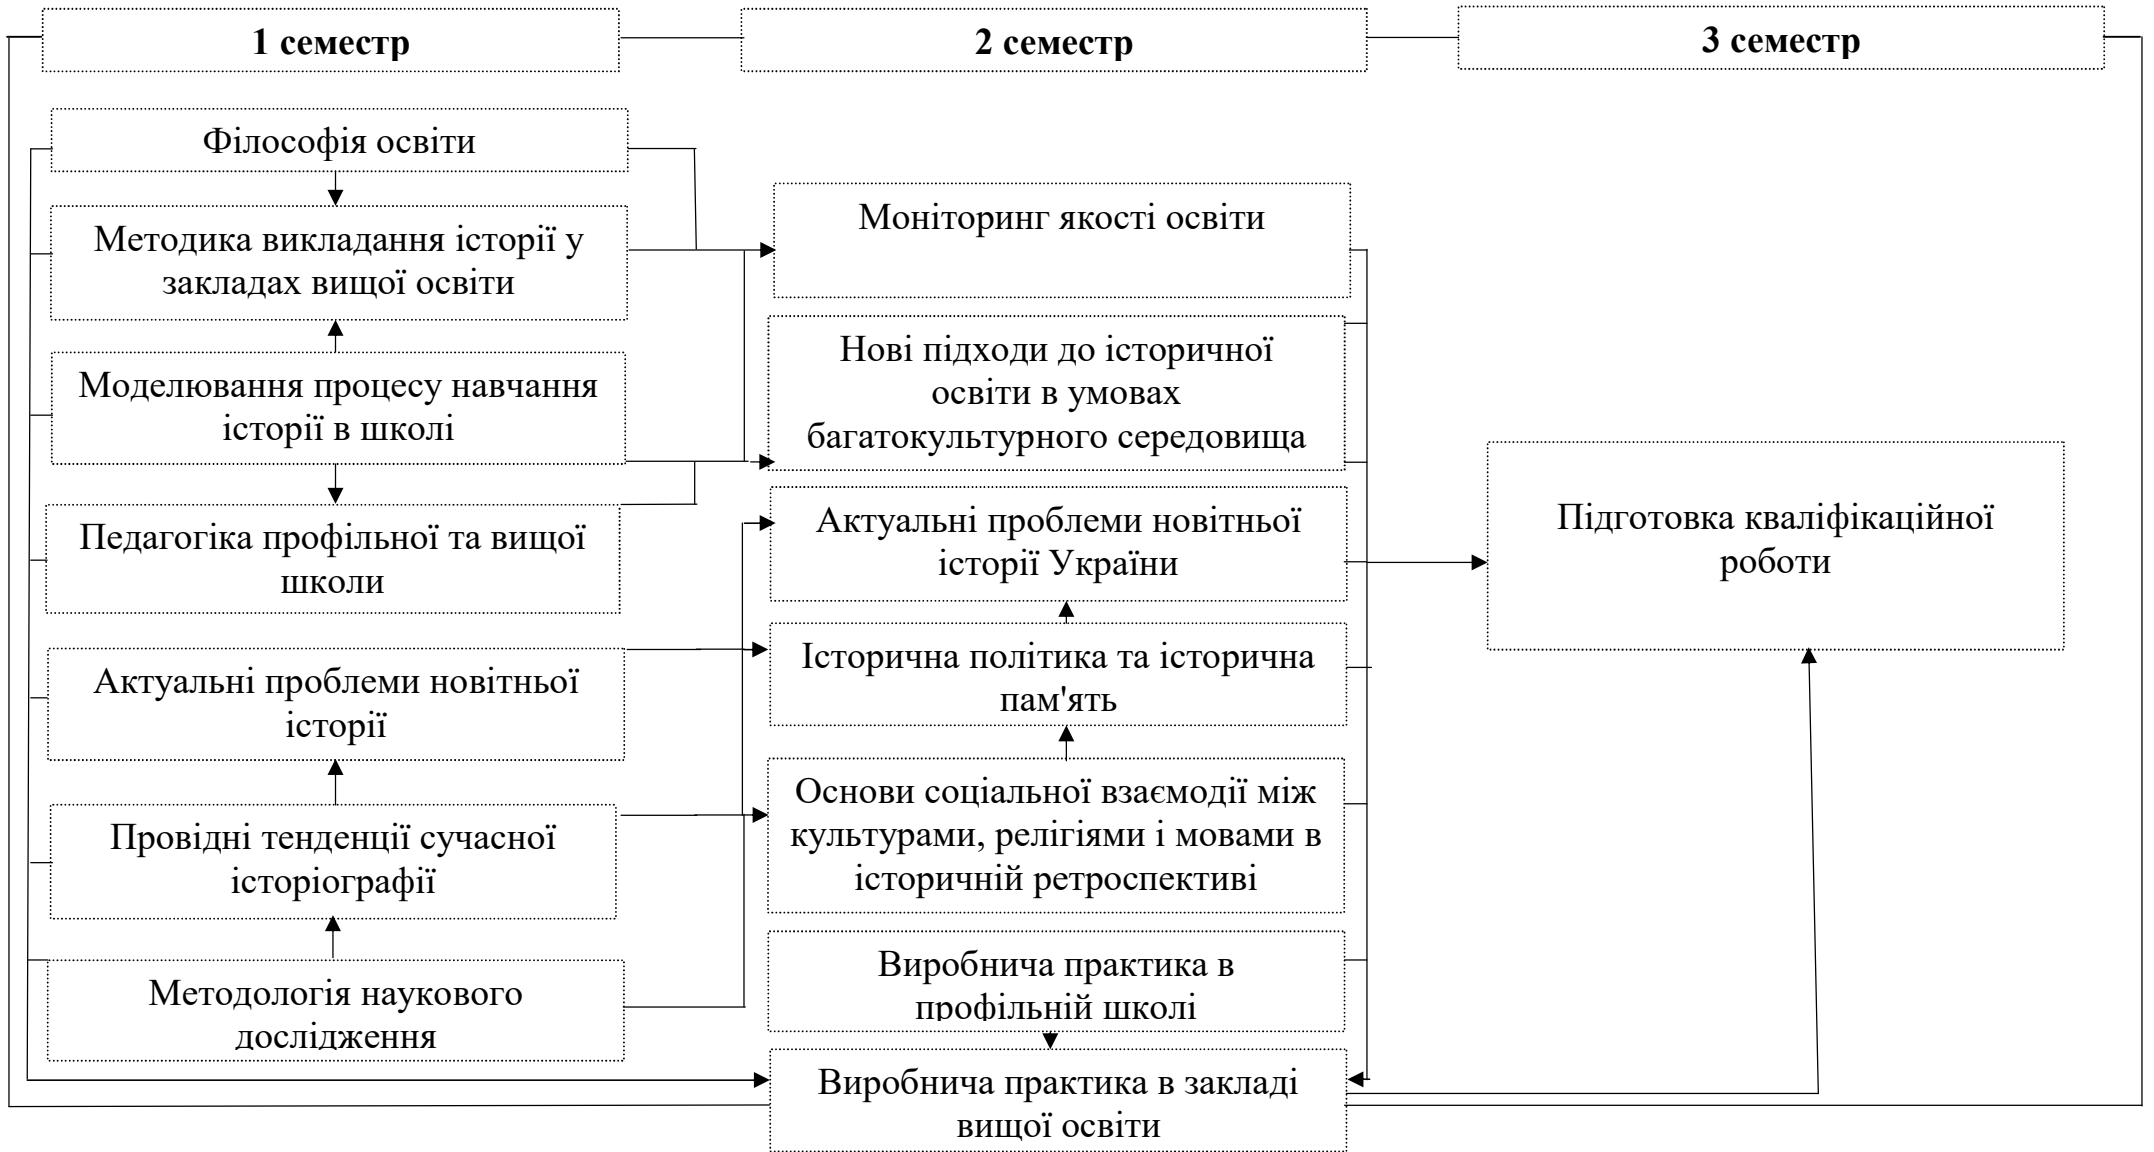 1 семестр
2 семестр
3 семестр
Філософія освіти
Методика викладання історії у
закладах вищої освіти
Моделювання процесу навчання
історії в школі
Педагогіка профільної та вищої
школи
Актуальні проблеми новітньої
історії
Провідні тенденції сучасної
історіографії
Методологія наукового
дослідження
Моніторинг якості освіти
Нові підходи до історичної
освіти в умовах
багатокультурного середовища
Актуальні проблеми новітньої
історії України
Історична політика та історична
пам'ять
Основи соціальної взаємодії між
культурами, релігіями і мовами в
історичній ретроспективі
Виробнича практика в
профільній школі
Виробнича практика в закладі
вищої освіти
Підготовка кваліфікаційної
роботи